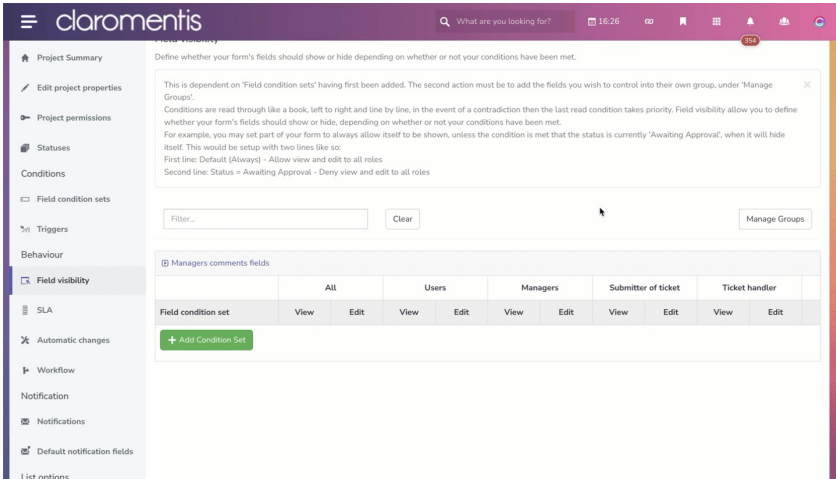 claromentis
What are you looking for?
16:26
354
Project Summary
Edit project properties
Project permissions
Statuses
Conditions
Field condition sets
Triggers
Behaviour
Field visibility
SLA
Automatic changes
Workflow
Notification
Notifications
Default notification fields
List options
Field visibility
Define whether your form's fields should show or hide depending on whether or not your conditions have been met.
This is dependent on 'Field condition sets' having first been added. The second action must be to add the fields you wish to control into their own group, under 'Manage
Groups'.
Conditions are read through like a book, left to right and line by line, in the event of a contradiction then the last read condition takes priority. Field visibility allow you to define
whether your form's fields should show or hide, depending on whether or not your conditions have been met.
For example, you may set part of your form to always allow itself to be shown, unless the condition is met that the status is currently 'Awaiting Approval', when it will hide
itself. This would be setup with two lines like so:
First line: Default (Always) - Allow view and edit to all roles
Second line: Status = Awaiting Approval - Deny view and edit to all roles
Filter...
Clear
Manage Groups
Managers comments fields
All Users Managers Submitter of ticket Ticket handler
Field condition set View Edit View Edit View Edit View Edit View Edit
+ Add Condition Set